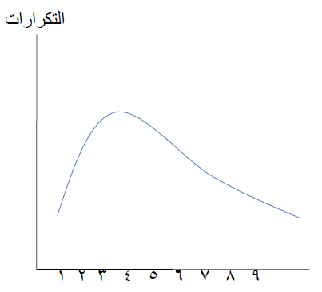 التكرارات
١ ٢ ٣ ٤ ٥ ٦ ٧ ٨ ٩